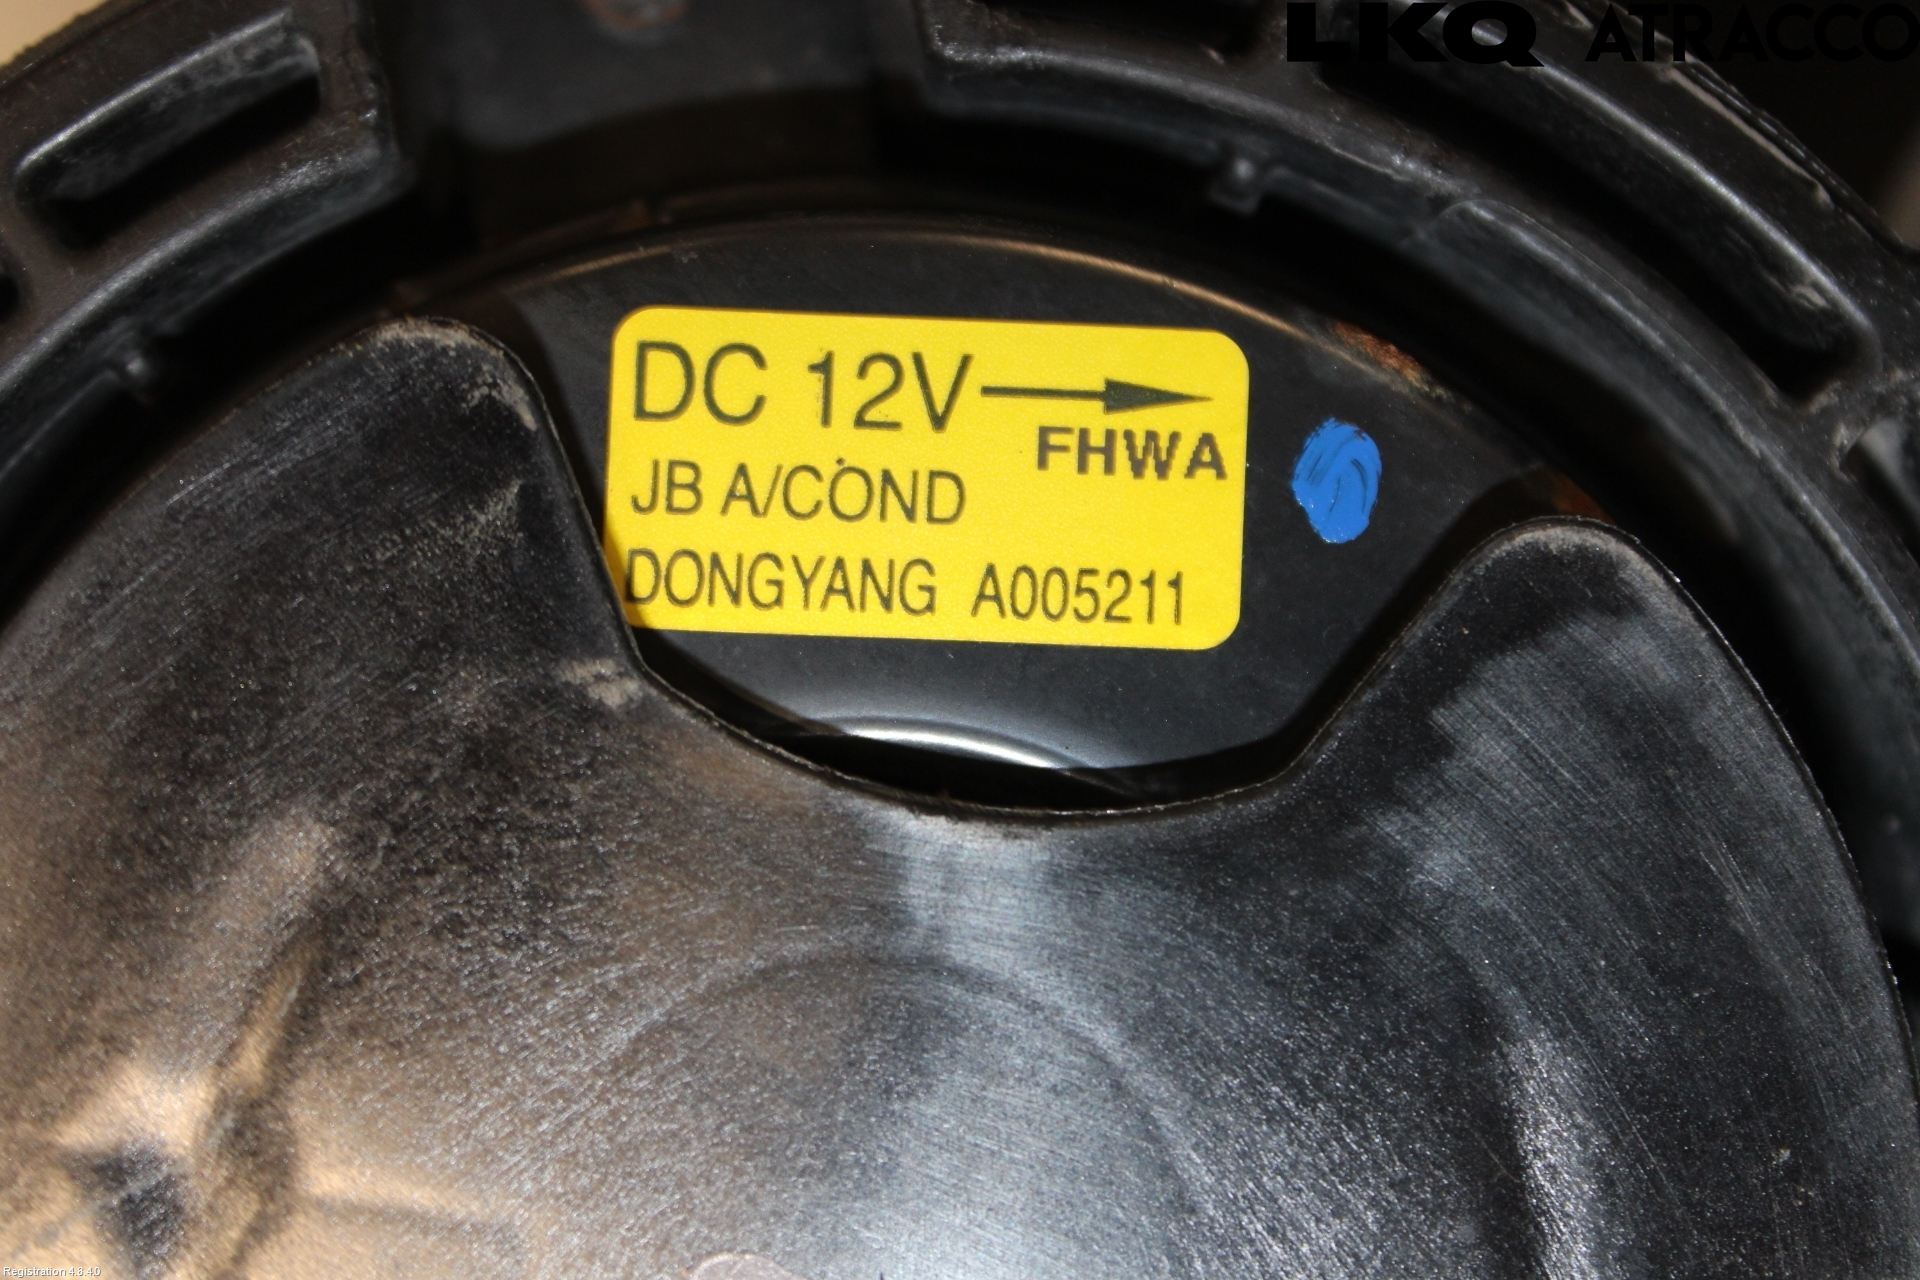 LKQ ATRACCO
DC 12V
FHWA
JB A/COND
DONGYANG A005211
Registration 4.8.4.0